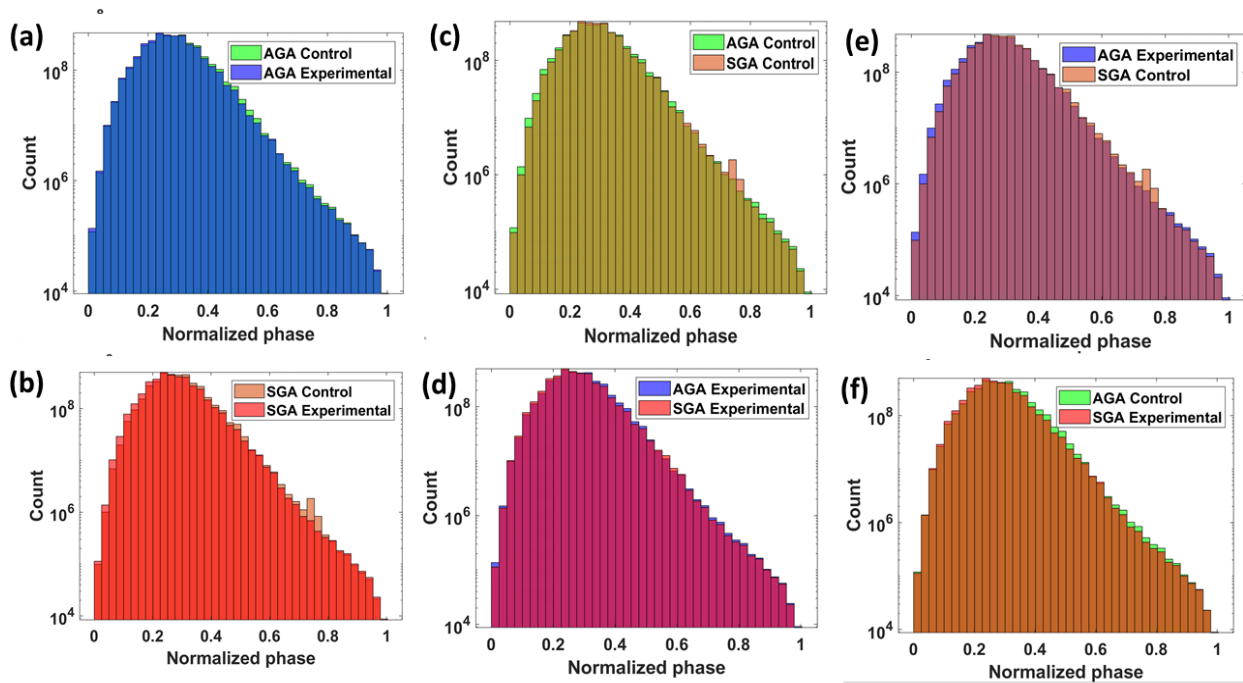 (a)
AGA Control
AGA Experimental
Count
10^8
10^6
10^4
0 0.2 0.4 0.6 0.8 1
Normalized phase
(c)
AGA Control
SGA Control
Count
10^8
10^6
10^4
0 0.2 0.4 0.6 0.8 1
Normalized phase
(e)
AGA Experimental
SGA Control
Count
10^8
10^6
10^4
0 0.2 0.4 0.6 0.8 1
Normalized phase
(b)
SGA Control
SGA Experimental
Count
10^8
10^6
10^4
0 0.2 0.4 0.6 0.8 1
Normalized phase
(d)
AGA Experimental
SGA Experimental
Count
10^8
10^6
10^4
0 0.2 0.4 0.6 0.8 1
Normalized phase
(f)
AGA Control
SGA Experimental
Count
10^8
10^6
10^4
0 0.2 0.4 0.6 0.8 1
Normalized phase